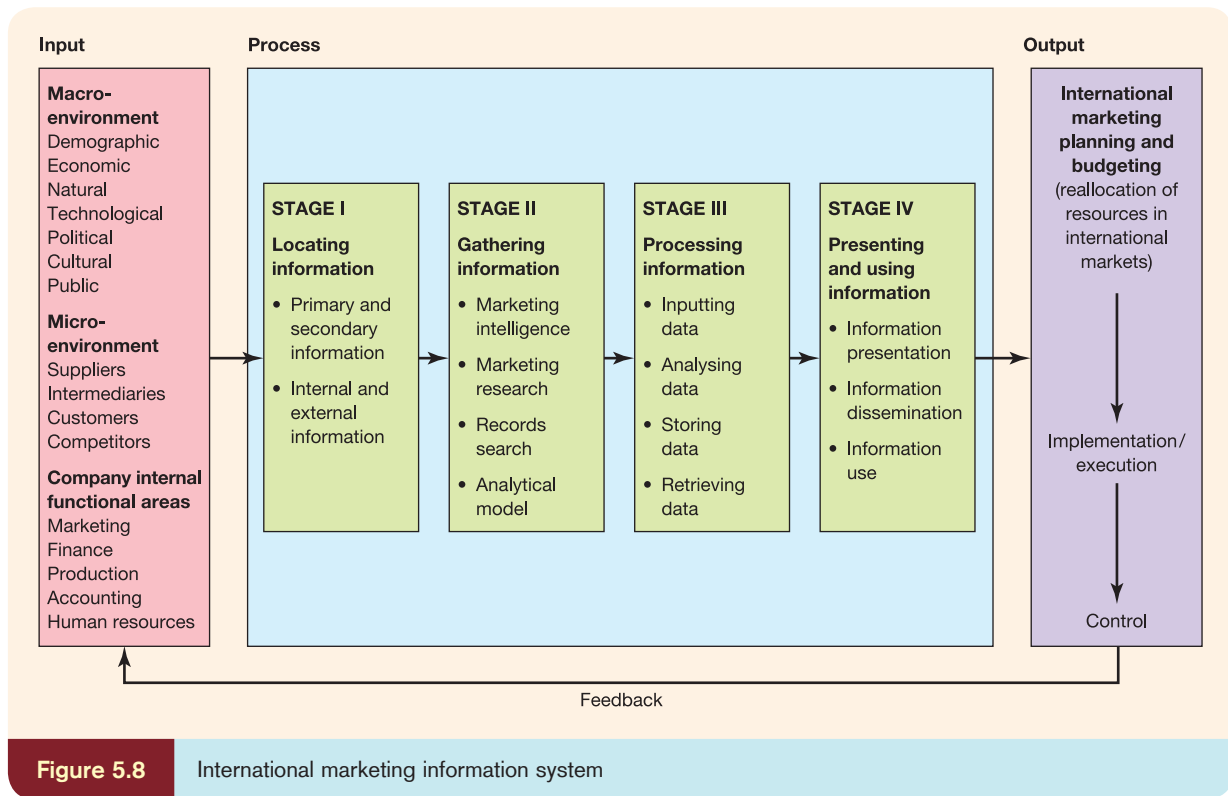 Input
Macro-
environment
Demographic
Economic
Natural
Technological
Political
Cultural
Public
Micro-
environment
Suppliers
Intermediaries
Customers
Competitors
Company internal
functional areas
Marketing
Finance
Production
Accounting
Human resources
Process
STAGE I
Locating
information
• Primary and
secondary
information
• Internal and
external
information
STAGE II
Gathering
information
• Marketing
intelligence
• Marketing
research
• Records
search
• Analytical
model
STAGE III
Processing
information
• Inputting
data
• Analysing
data
• Storing
data
• Retrieving
data
STAGE IV
Presenting
and using
information
• Information
presentation
• Information
dissemination
• Information
use
Output
International
marketing
planning and
budgeting
(reallocation of
resources in
international
markets)
Implementation/
execution
Control
Feedback
Figure 5.8
International marketing information system